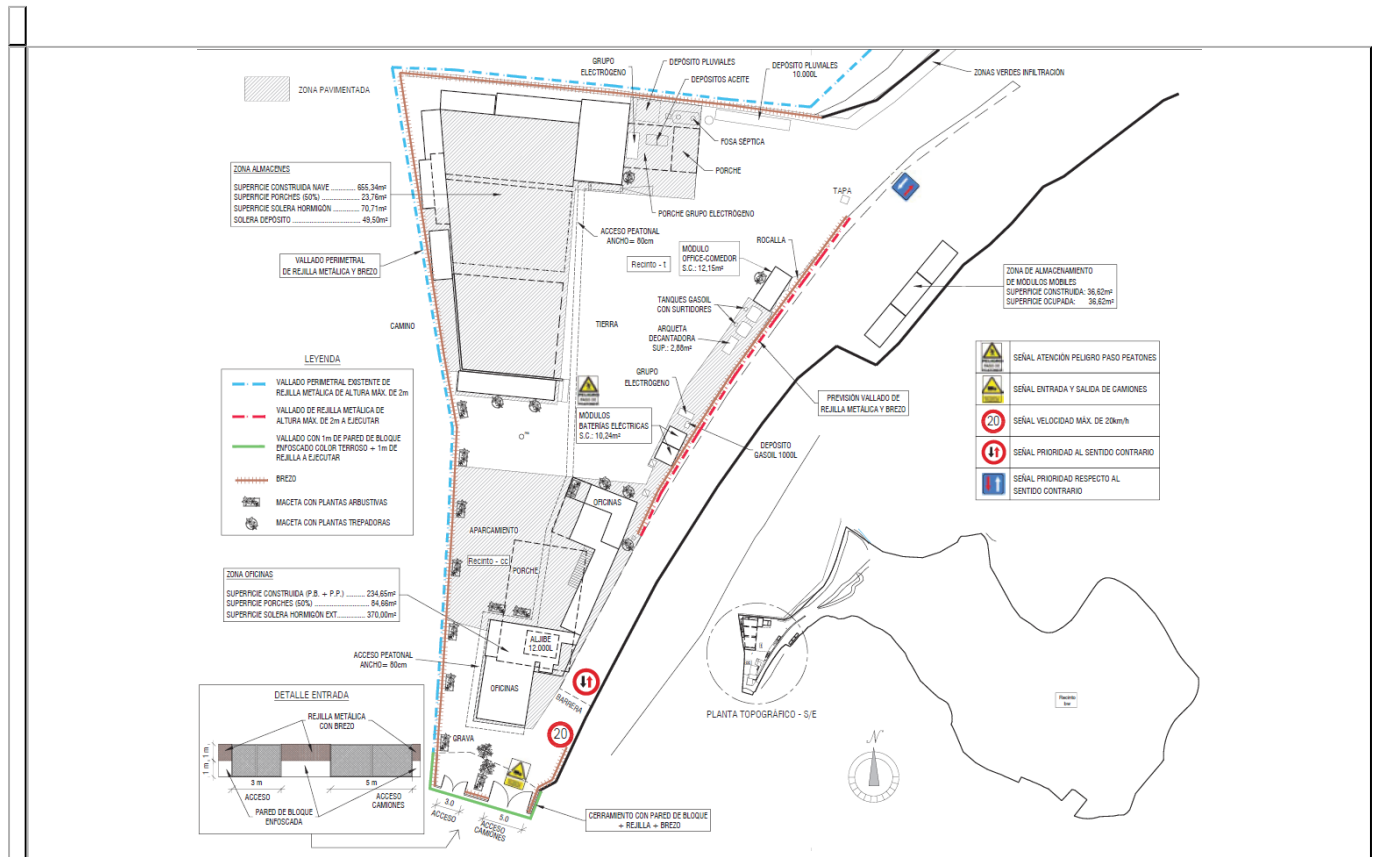 ZONA PAVIMENTADA
GRUPO
ELECTRÓGENO
DEPÓSITO PLUVIALES
DEPÓSITOS ACEITE
DEPÓSITO PLUVIALES
10.000L
ZONAS VERDES INFILTRACIÓN
FOSA SÉPTICA
PORCHE
PORCHE GRUPO ELECTRÓGENO
ZONA ALMACENES
SUPERFICIE CONSTRUIDA NAVE ............ 655,34m²
SUPERFICIE PORCHES (50%) .................. 23,76m²
SUPERFICIE SOLERA HORMIGÓN ........... 70,71m²
SOLERA DEPÓSITO ................................... 49,50m²
VALLADO PERIMETRAL
DE REJILLA METÁLICA Y BREZO
ACCESO PEATONAL
ANCHO= 80cm
Recinto - t
MÓDULO
OFFICE-COMEDOR
S.C.: 12,15m²
ROCALLA
TAPA
TANQUES GASOIL
CON SURTIDORES
ARQUETA
DECANTADORA
SUP.: 2,88m²
CAMINO
TIERRA
GRUPO
ELECTRÓGENO
MÓDULOS
BATERÍAS ELÉCTRICAS
S.C.: 10,24m²
DEPÓSITO
GASOIL 1000L
PREVISIÓN VALLADO DE
REJILLA METÁLICA Y BREZO
ZONA DE ALMACENAMIENTO
DE MÓDULOS MÓBILES
SUPERFICIE CONSTRUIDA: 36,62m²
SUPERFICIE OCUPADA: 36,62m²
LEYENDA
VALLADO PERIMETRAL EXISTENTE DE
REJILLA METÁLICA DE ALTURA MÁX. DE 2m
VALLADO DE REJILLA METÁLICA DE
ALTURA MÁX. DE 2m A EJECUTAR
VALLADO CON 1m DE PARED DE BLOQUE
ENFOSCADO COLOR TERROSO + 1m DE
REJILLA A EJECUTAR
BREZO
MACETA CON PLANTAS ARBUSTIVAS
MACETA CON PLANTAS TREPADORAS
SEÑAL ATENCIÓN PELIGRO PASO PEATONES
SEÑAL ENTRADA Y SALIDA DE CAMIONES
20
SEÑAL VELOCIDAD MÁX. DE 20km/h
SEÑAL PRIORIDAD AL SENTIDO CONTRARIO
SEÑAL PRIORIDAD RESPECTO AL
SENTIDO CONTRARIO
OFICINAS
APARCAMIENTO
Recinto - cc
PORCHE
ZONA OFICINAS
SUPERFICIE CONSTRUIDA (P.B. + P.P.) .......... 234,65m²
SUPERFICIE PORCHES (50%) ............................ 84,66m²
SUPERFICIE SOLERA HORMIGÓN EXT............. 370,00m²
ALJIBE
12.000L
ACCESO PEATONAL
ANCHO= 80cm
OFICINAS
BARRERA
20
GRAVA
DETALLE ENTRADA
REJILLA METÁLICA
CON BREZO
1 m, 1 m
3 m
5 m
ACCESO
ACCESO
CAMIONES
PARED DE BLOQUE
ENFOSCADA
3.0
ACCESO
5.0
ACCESO
CAMIONES
CERRAMIENTO CON PARED DE BLOQUE
+ REJILLA + BREZO
PLANTA TOPOGRÁFICO - S/E
N
Recinto